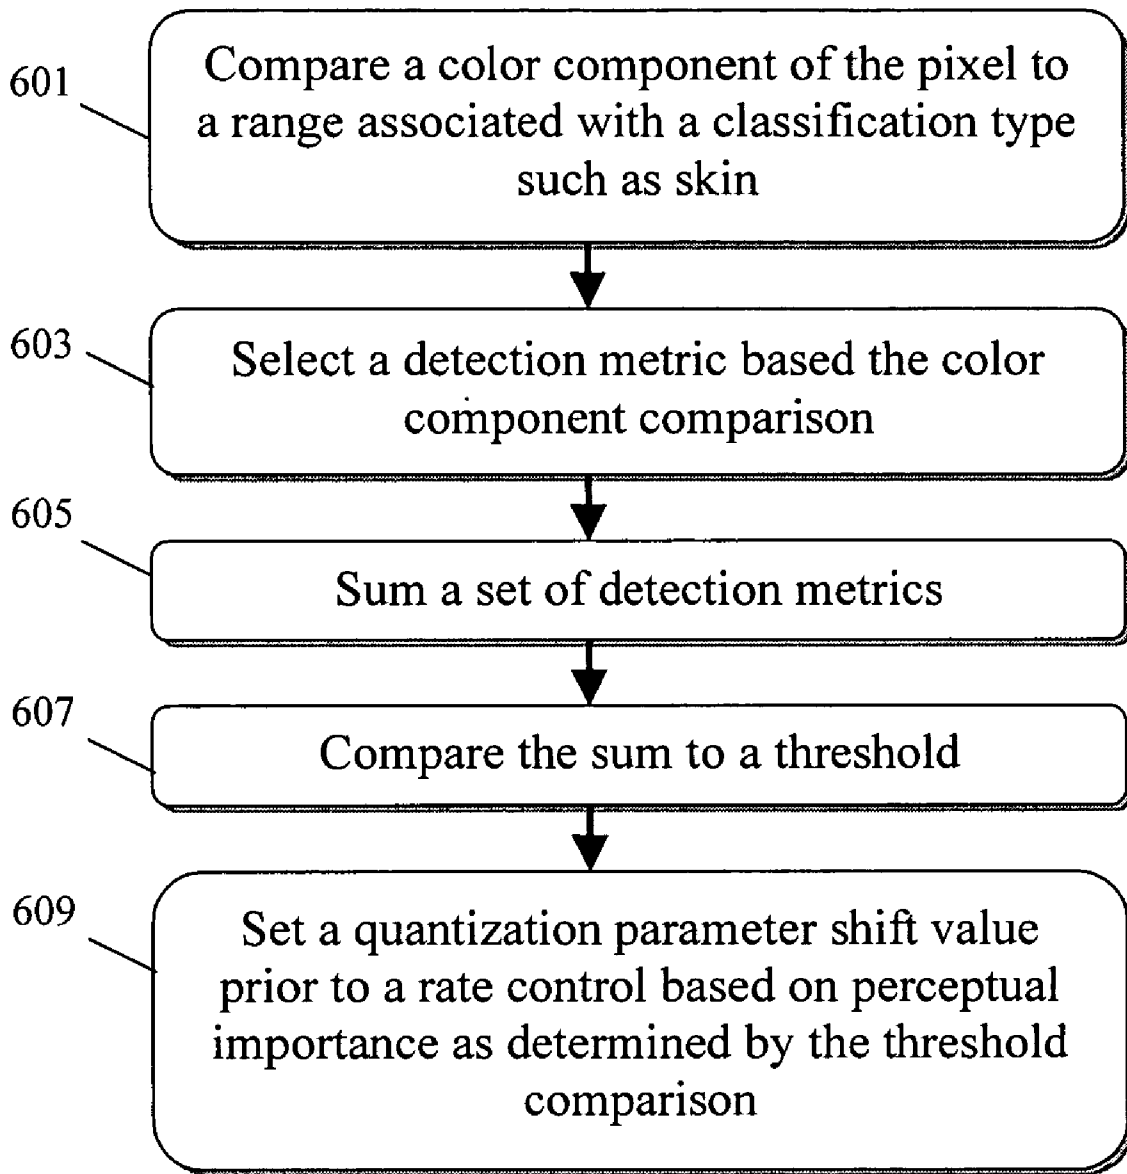 601
Compare a color component of the pixel to
a range associated with a classification type
such as skin
603
Select a detection metric based the color
component comparison
605
Sum a set of detection metrics
607
Compare the sum to a threshold
609
Set a quantization parameter shift value
prior to a rate control based on perceptual
importance as determined by the threshold
comparison